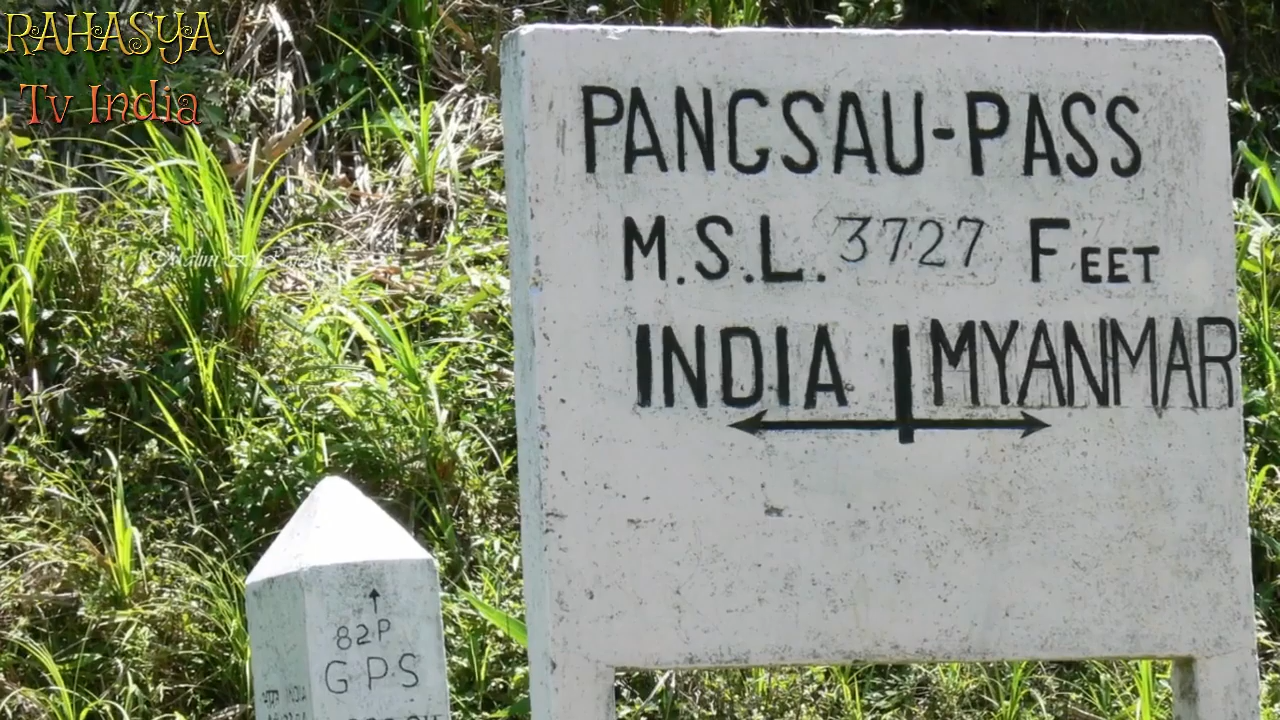 RAHASYA
Tv India
PANGSAU-PASS
M.S.L. 3727 FEET
INDIA | MYANMAR
82P
GPS